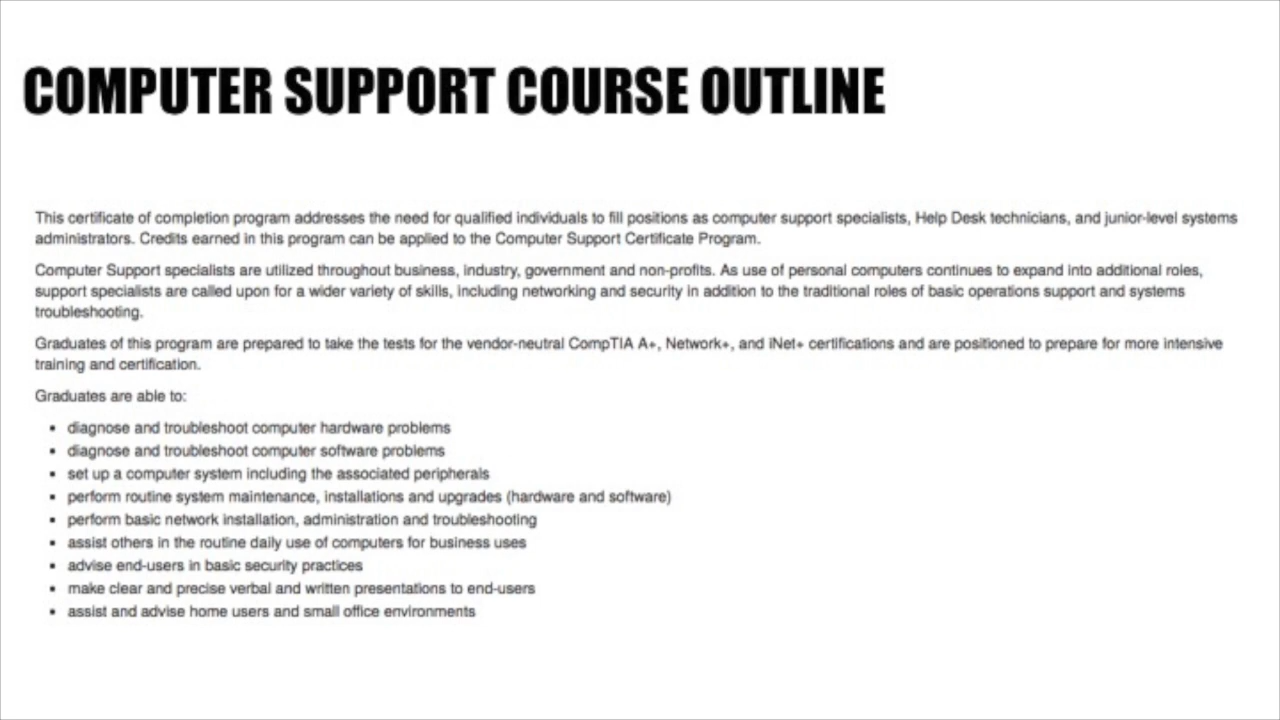 COMPUTER SUPPORT COURSE OUTLINE
This certificate of completion program addresses the need for qualified individuals to fill positions as computer support specialists, Help Desk technicians, and junior-level systems
administrators. Credits earned in this program can be applied to the Computer Support Certificate Program.
Computer Support specialists are utilized throughout business, industry, government and non-profits. As use of personal computers continues to expand into additional roles,
support specialists are called upon for a wider variety of skills, including networking and security in addition to the traditional roles of basic operations support and systems
troubleshooting.
Graduates of this program are prepared to take the tests for the vendor-neutral CompTIA A+, Network+, and iNet+ certifications and are positioned to prepare for more intensive
training and certification.
Graduates are able to:
• diagnose and troubleshoot computer hardware problems
• diagnose and troubleshoot computer software problems
• set up a computer system including the associated peripherals
• perform routine system maintenance, installations and upgrades (hardware and software)
• perform basic network installation, administration and troubleshooting
• assist others in the routine daily use of computers for business uses
• advise end-users in basic security practices
• make clear and precise verbal and written presentations to end-users
• assist and advise home users and small office environments